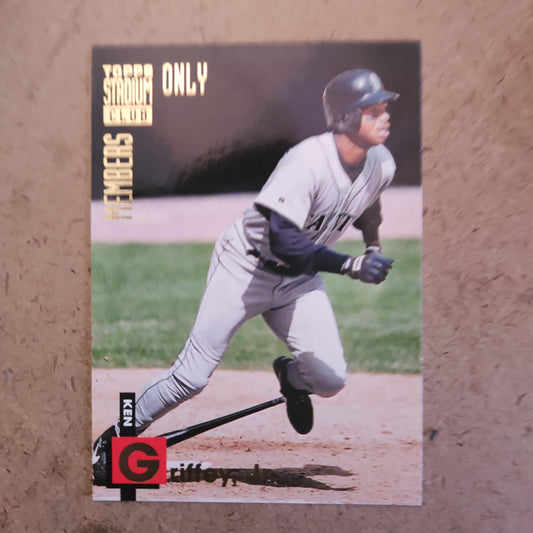 TOPPS
STADIUM
CLUB
MEMBERS ONLY
KEN
Griffey, Jr.